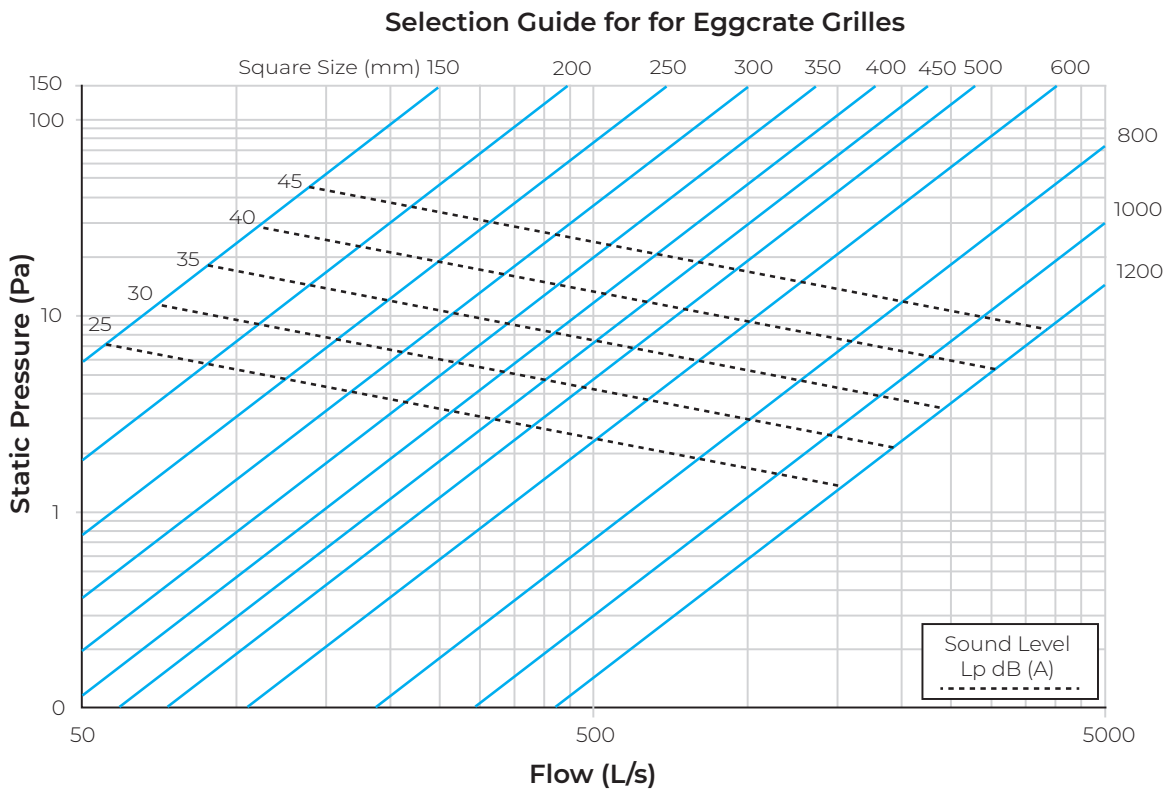 Selection Guide for for Eggcrate Grilles
Square Size (mm) 150 200 250 300 350 400 450 500 600
150
100
10
1
0
800
1000
1200
45
40
35
30
25
Static Pressure (Pa)
Sound Level
Lp dB (A)
50 500 5000
Flow (L/s)